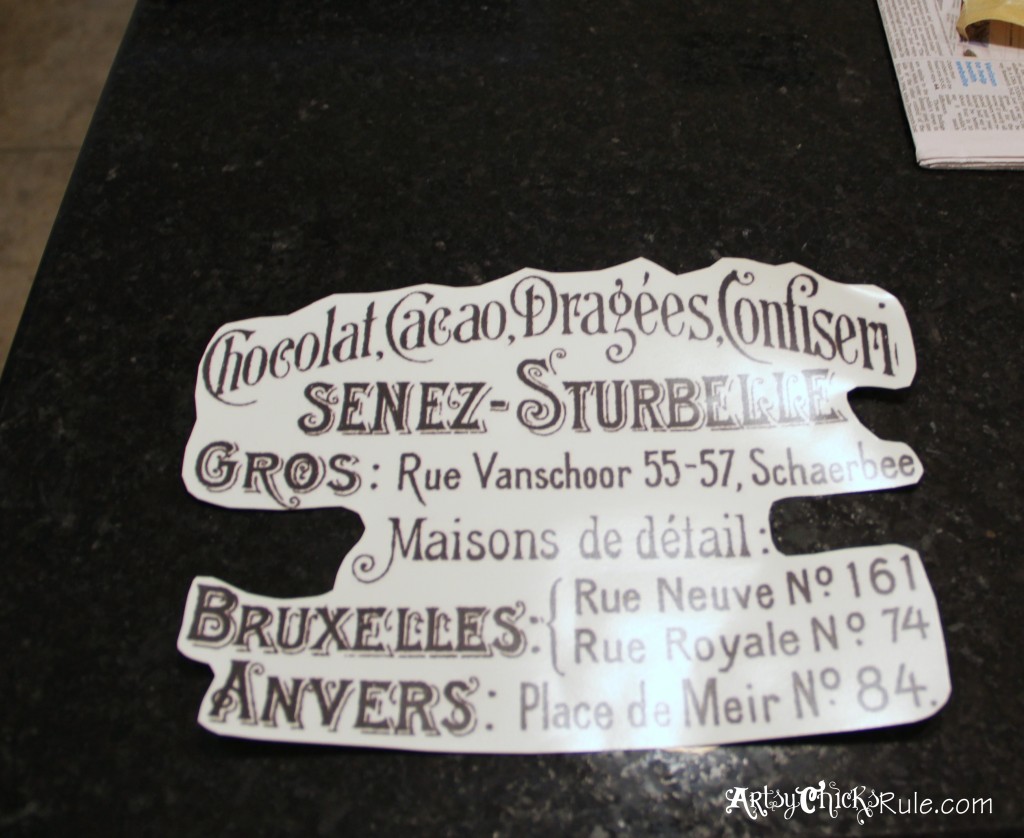 Chocolat, Cacao, Dragées, Confiseri
SENEZ-STURBELLE
GROS: Rue Vanschoor 55-57, Schaerbee
Maisons de détail:
BRUXELLES: { Rue Neuve Nº 161
Rue Royale Nº 74
ANVERS: Place de Meir Nº 84.
ArtsyChicksRule.com